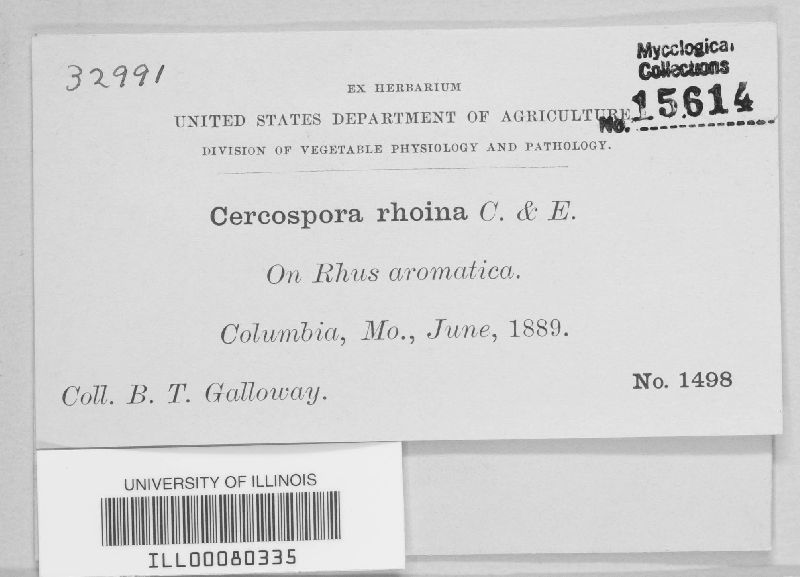 32991
Mycological
Collections
No. 15614
EX HERBARIUM
UNITED STATES DEPARTMENT OF AGRICULTURE
DIVISION OF VEGETABLE PHYSIOLOGY AND PATHOLOGY.
Cercospora rhoina C. & E.
On Rhus aromatica.
Columbia, Mo., June, 1889.
Coll. B. T. Galloway.
No. 1498
UNIVERSITY OF ILLINOIS
ILL00080335